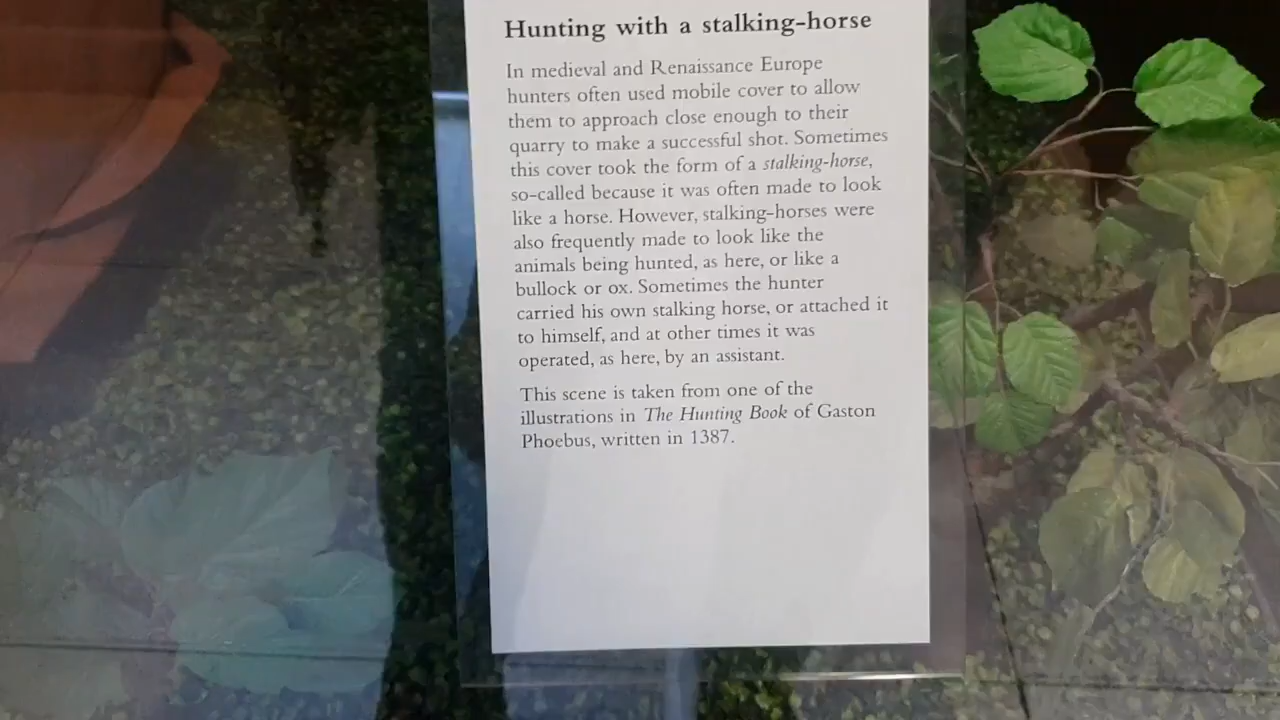 Hunting with a stalking-horse
In medieval and Renaissance Europe
hunters often used mobile cover to allow
them to approach close enough to their
quarry to make a successful shot. Sometimes
this cover took the form of a stalking-horse,
so-called because it was often made to look
like a horse. However, stalking-horses were
also frequently made to look like the
animals being hunted, as here, or like a
bullock or ox. Sometimes the hunter
carried his own stalking horse, or attached it
to himself, and at other times it was
operated, as here, by an assistant.
This scene is taken from one of the
illustrations in The Hunting Book of Gaston
Phoebus, written in 1387.